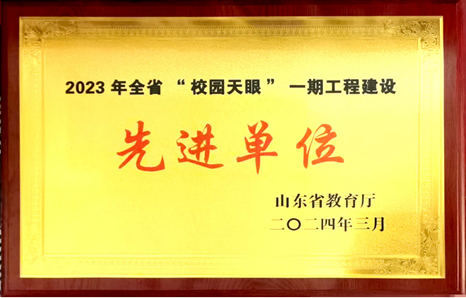 2023 年全省 “校园天眼” 一期工程建设
先进单位
山东省教育厅
二〇二四年三月